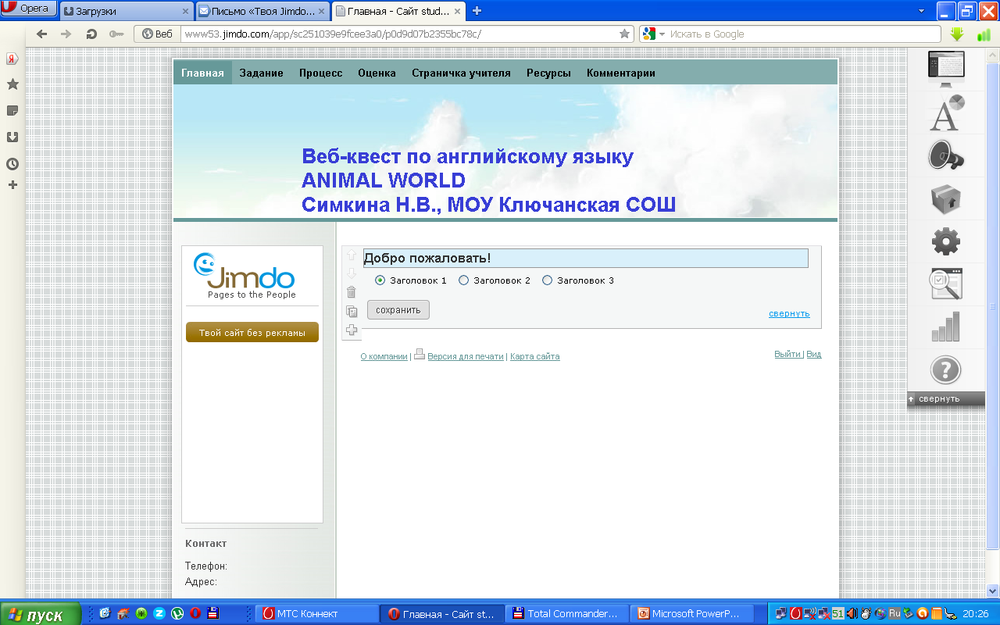 Opera
Загрузки
Письмо «Твоя Jimdo...
Главная - Сайт stud...
Веб
www53.jimdo.com/app/sc251039e9fcee3a0/p0d9d07b2355bc78c/
Искать в Google
Главная Задание Процесс Оценка Страничка учителя Ресурсы Комментарии
Веб-квест по английскому языку
ANIMAL WORLD
Симкина Н.В., МОУ Ключанская СОШ
Jimdo
Pages to the People
Твой сайт без рекламы
Добро пожаловать!
Заголовок 1 Заголовок 2 Заголовок 3
сохранить
свернуть
О компании | Версия для печати | Карта сайта
Выйти | Вид
свернуть
Контакт
Телефон:
Адрес:
пуск
МТС Коннект
Главная - Сайт st...
Total Commander...
Microsoft PowerP...
51
Ru
20:26